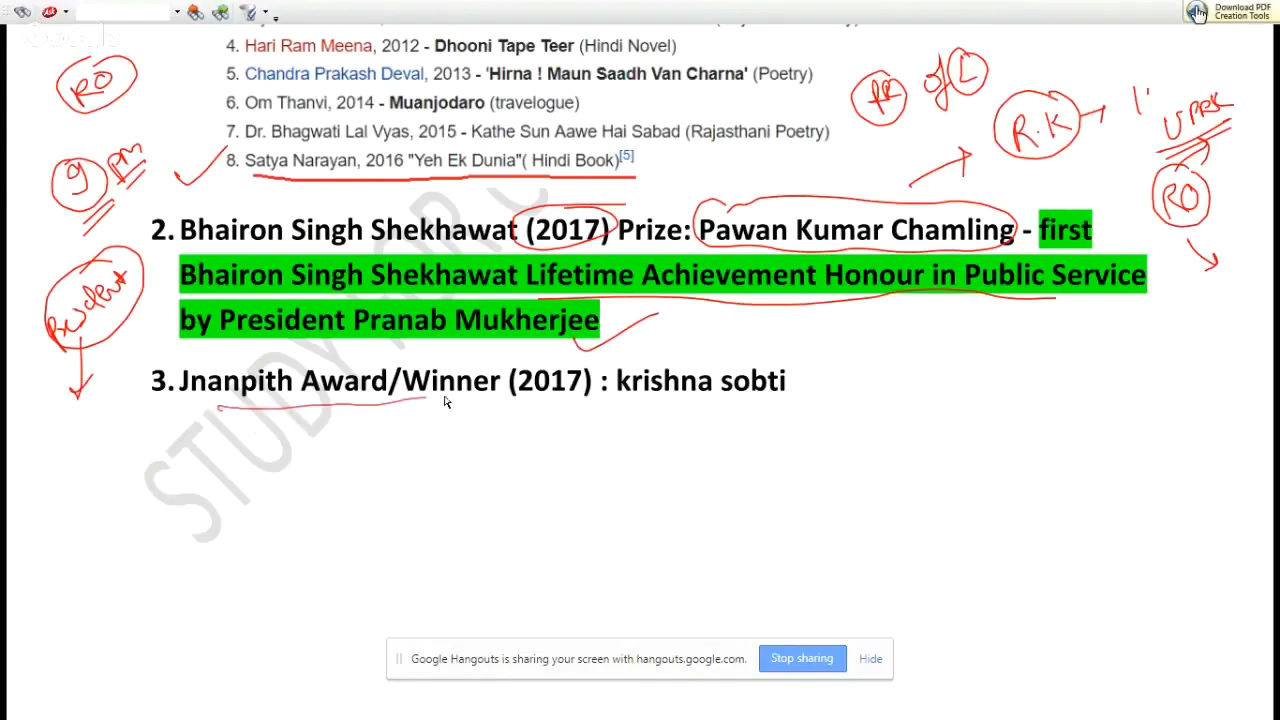 Download PDF
Creation Tools
Ask
4. Hari Ram Meena, 2012 - Dhooni Tape Teer (Hindi Novel)
5. Chandra Prakash Deval, 2013 - 'Hirna ! Maun Saadh Van Charna' (Poetry)
6. Om Thanvi, 2014 - Muanjodaro (travelogue)
7. Dr. Bhagwati Lal Vyas, 2015 - Kathe Sun Aawe Hai Sabad (Rajasthani Poetry)
8. Satya Narayan, 2016 "Yeh Ek Dunia"( Hindi Book)[5]
RO
9 PM
of L
R.K
RO
2. Bhairon Singh Shekhawat (2017) Prize: Pawan Kumar Chamling - first
Bhairon Singh Shekhawat Lifetime Achievement Honour in Public Service
by President Pranab Mukherjee
3. Jnanpith Award/Winner (2017) : krishna sobti
Google Hangouts is sharing your screen with hangouts.google.com.
Stop sharing
Hide